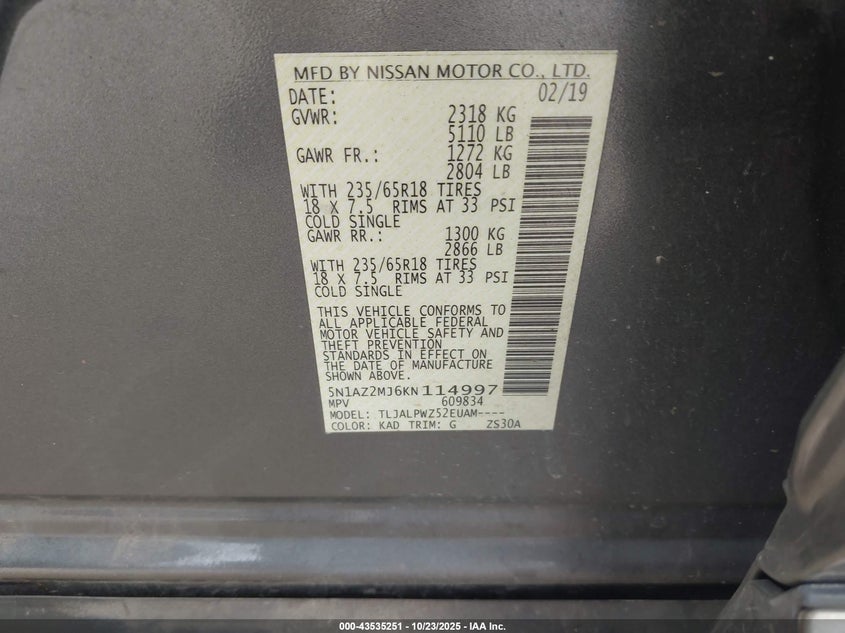 MFD BY NISSAN MOTOR CO., LTD.
DATE: 02/19
GVWR: 2318 KG
5110 LB
GAWR FR.: 1272 KG
2804 LB
WITH 235/65R18 TIRES
18 X 7.5 RIMS AT 33 PSI
COLD SINGLE
GAWR RR.: 1300 KG
2866 LB
WITH 235/65R18 TIRES
18 X 7.5 RIMS AT 33 PSI
COLD SINGLE
THIS VEHICLE CONFORMS TO
ALL APPLICABLE FEDERAL
MOTOR VEHICLE SAFETY AND
THEFT PREVENTION
STANDARDS IN EFFECT ON
THE DATE OF MANUFACTURE
SHOWN ABOVE.
5N1AZ2MJ6KN114997
MPV 609834
MODEL: TLJALPWZ52EUAM----
COLOR: KAD TRIM: G ZS30A
000-43535251 - 10/23/2025 - IAA Inc.